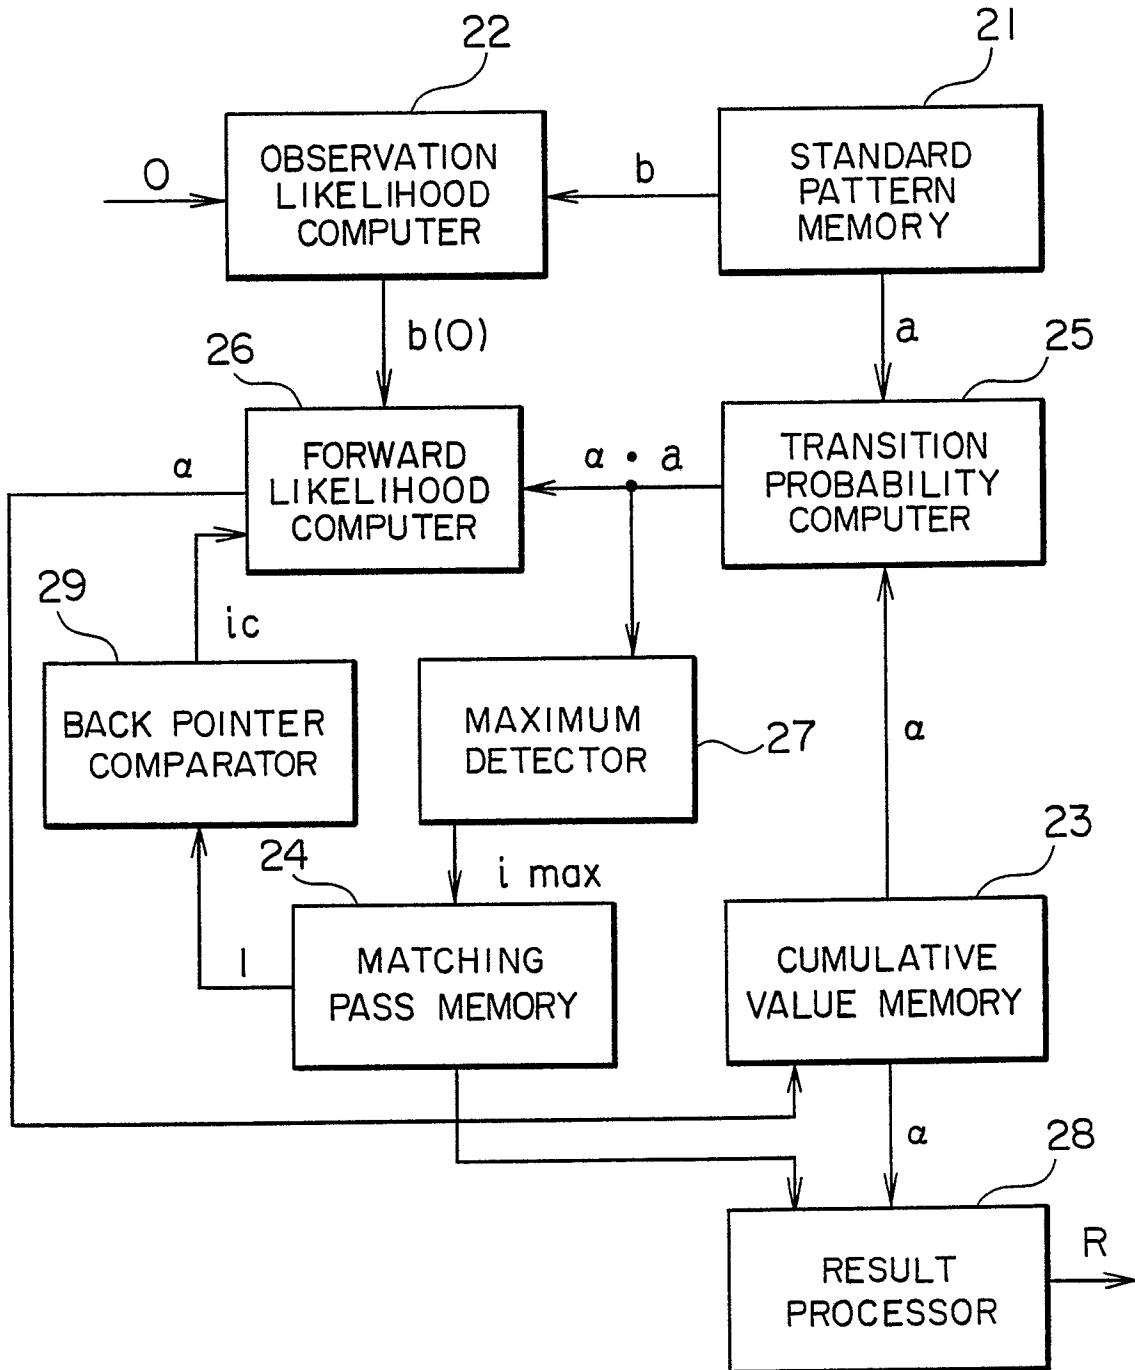 22
21
OBSERVATION
LIKELIHOOD
COMPUTER
STANDARD
PATTERN
MEMORY
O
b
b(O)
a
26
25
FORWARD
LIKELIHOOD
COMPUTER
α
α • a
TRANSITION
PROBABILITY
COMPUTER
29
ic
BACK POINTER
COMPARATOR
MAXIMUM
DETECTOR
27
α
24
i max
23
I
MATCHING
PASS MEMORY
CUMULATIVE
VALUE MEMORY
α
28
RESULT
PROCESSOR
R